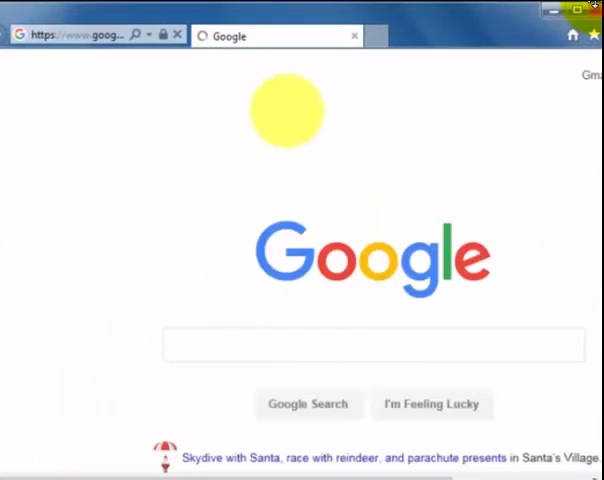 https://www.goog...
Google
Gma
Google
Google Search
I'm Feeling Lucky
Skydive with Santa, race with reindeer, and parachute presents in Santa's Village.